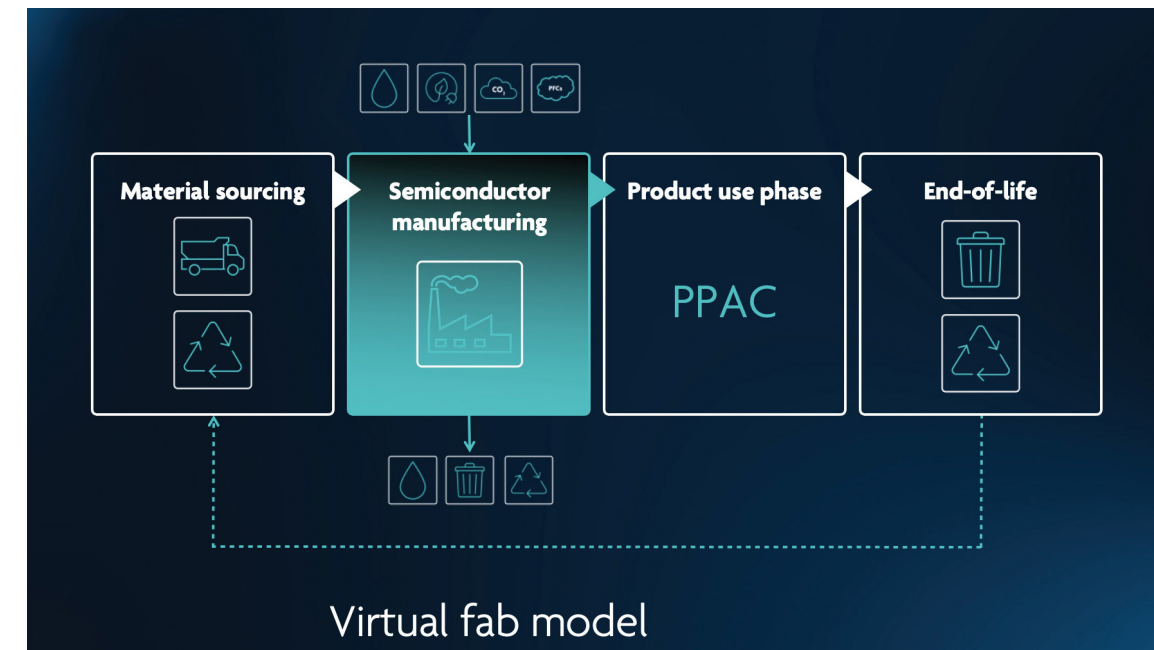 CO₂
PFCs
Material sourcing
Semiconductor
manufacturing
Product use phase
PPAC
End-of-life
Virtual fab model